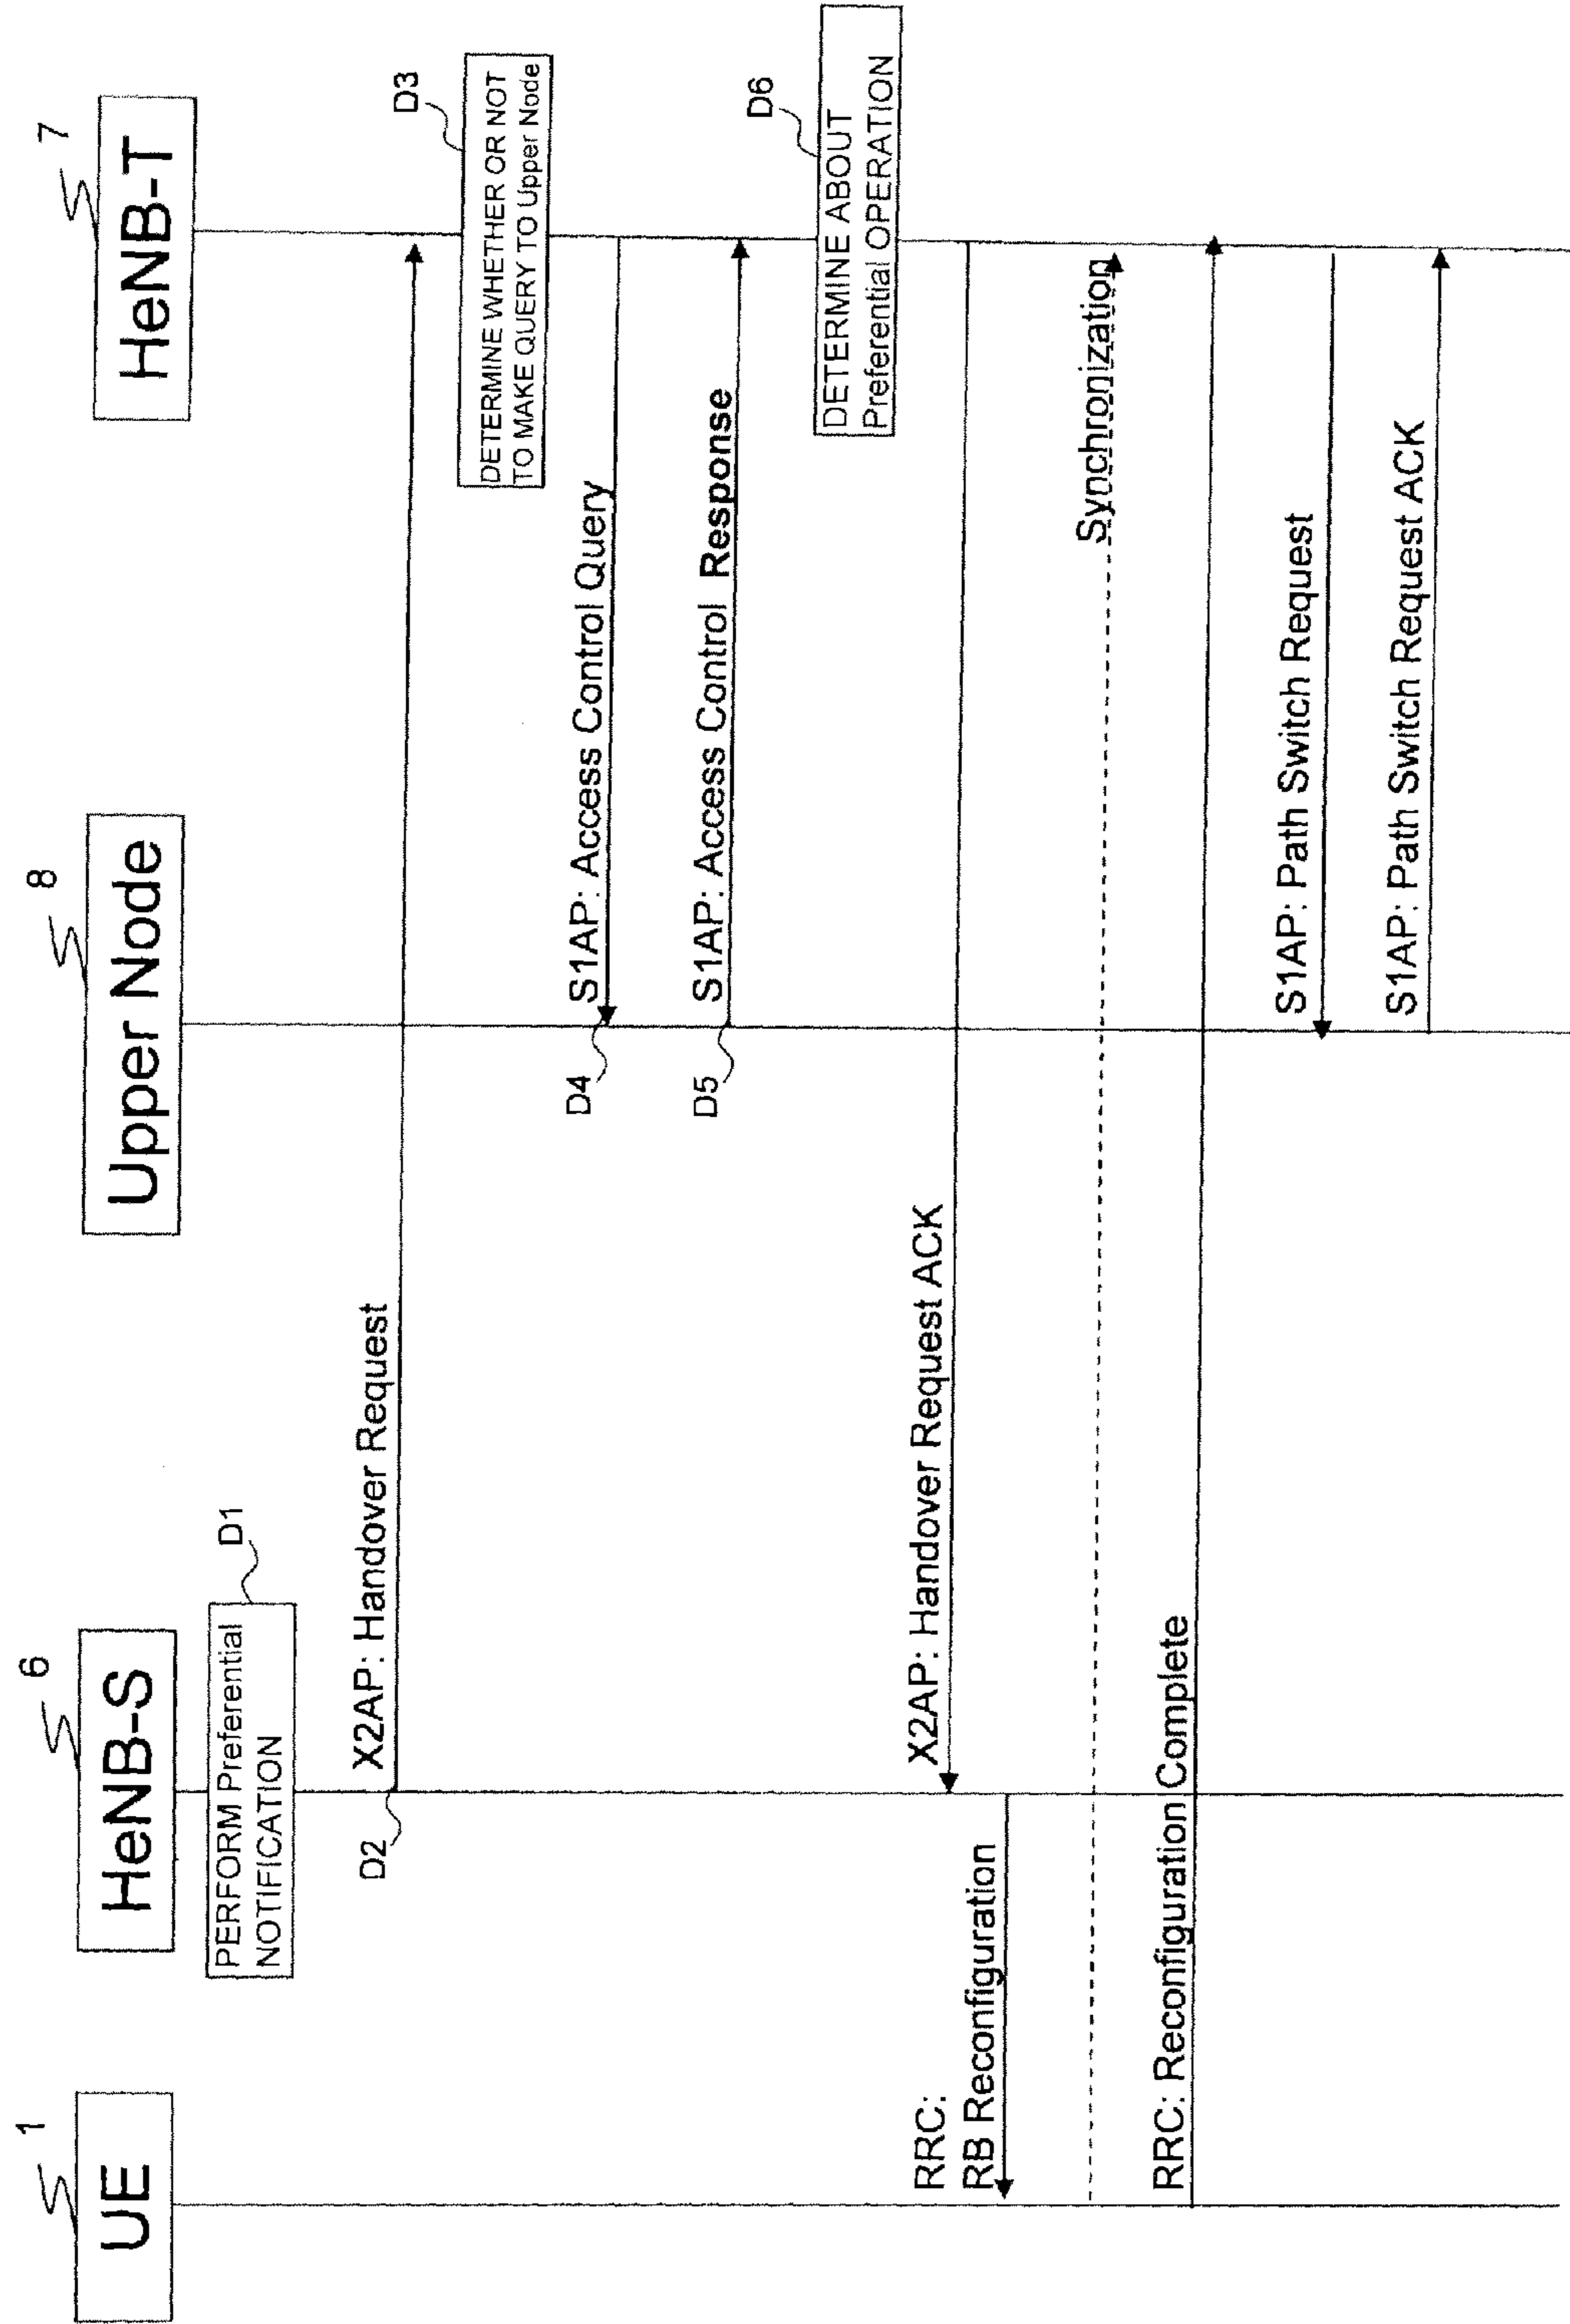 1
6
8
7
UE
HeNB-S
Upper Node
HeNB-T
PERFORM Preferential
NOTIFICATION
D1
D2
X2AP: Handover Request
D3
DETERMINE WHETHER OR NOT
TO MAKE QUERY TO Upper Node
D4
S1AP: Access Control Query
D5
S1AP: Access Control Response
D6
DETERMINE ABOUT
Preferential OPERATION
X2AP: Handover Request ACK
RRC:
RB Reconfiguration
Synchronization
RRC: Reconfiguration Complete
S1AP: Path Switch Request
S1AP: Path Switch Request ACK